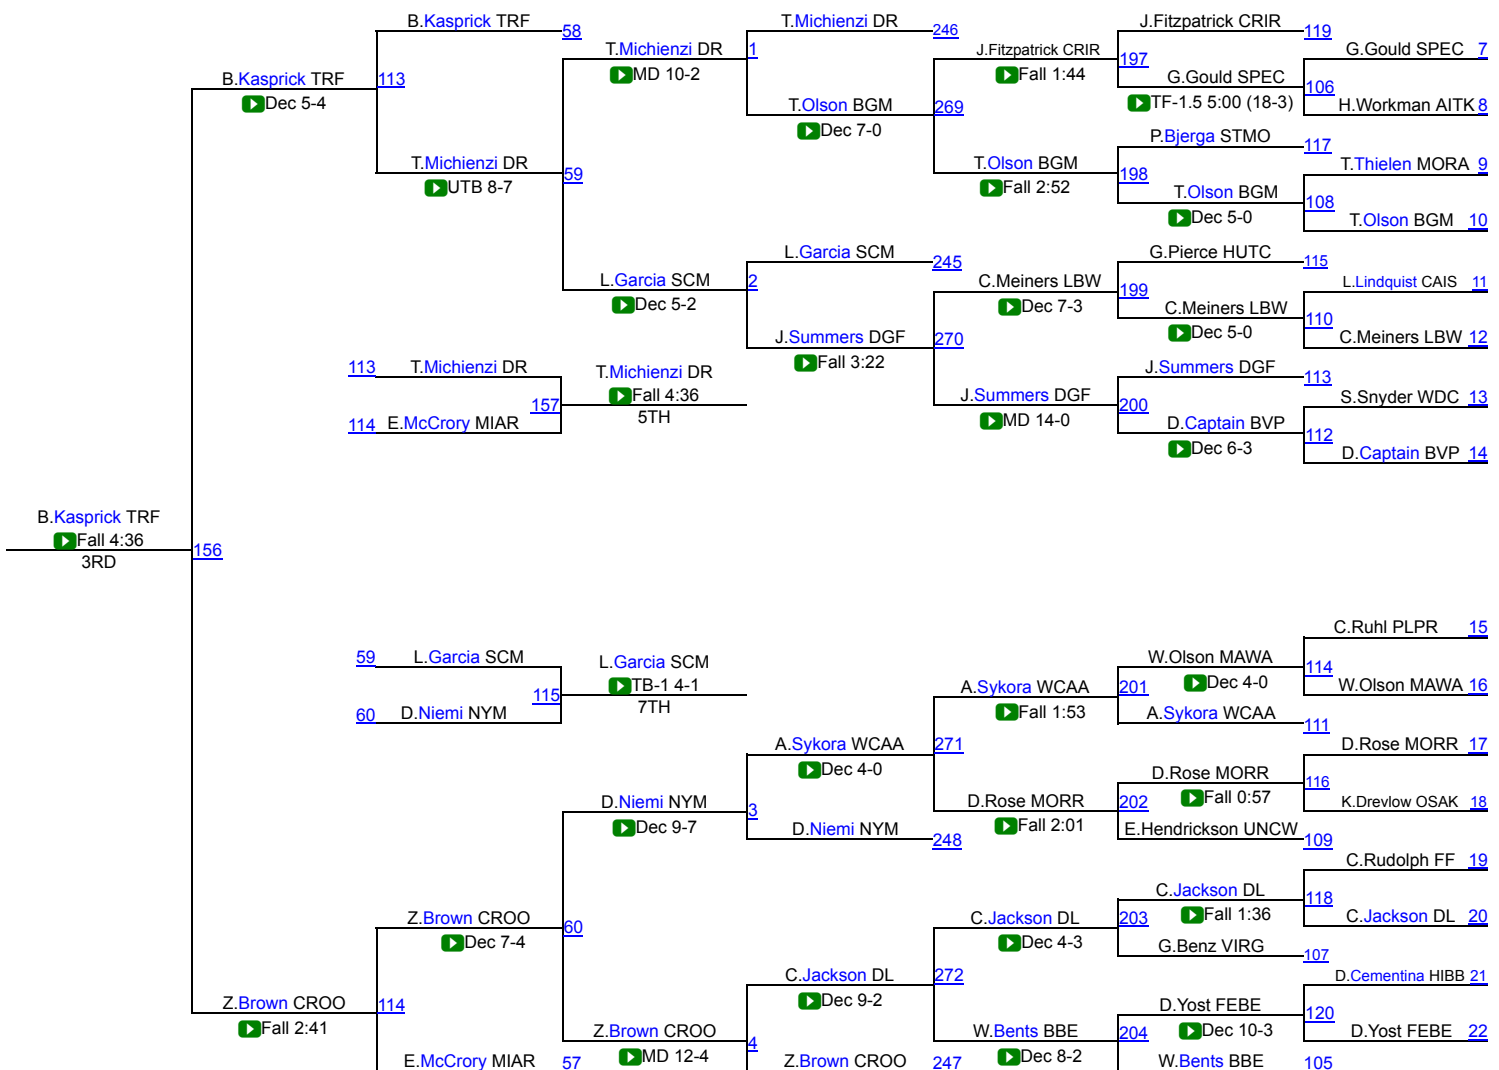 B.Kasprick TRF
58
T.Michienzi DR
246
J.Fitzpatrick CRIR
119
T.Michienzi DR
1
MD 10-2
J.Fitzpatrick CRIR
Fall 1:44
197
G.Gould SPEC 7
B.Kasprick TRF
Dec 5-4
113
G.Gould SPEC
TF-1.5 5:00 (18-3)
106
H.Workman AITK 8
T.Olson BGM
Dec 7-0
269
P.Bjerga STMO
117
T.Michienzi DR
UTB 8-7
59
T.Olson BGM
Fall 2:52
198
T.Thielen MORA 9
T.Olson BGM
Dec 5-0
108
T.Olson BGM 10
L.Garcia SCM
245
G.Pierce HUTC
115
L.Garcia SCM
Dec 5-2
2
C.Meiners LBW
Dec 7-3
199
L.Lindquist CAIS 11
C.Meiners LBW
Dec 5-0
110
C.Meiners LBW 12
J.Summers DGF
Fall 3:22
270
113 T.Michienzi DR
T.Michienzi DR
Fall 4:36
5TH
157
114 E.McCrory MIAR
J.Summers DGF
113
J.Summers DGF
MD 14-0
200
S.Snyder WDC 13
D.Captain BVP
Dec 6-3
112
D.Captain BVP 14
B.Kasprick TRF
Fall 4:36
3RD
156
C.Ruhl PLPR 15
59 L.Garcia SCM
L.Garcia SCM
TB-1 4-1
7TH
115
60 D.Niemi NYM
W.Olson MAWA
Dec 4-0
114
W.Olson MAWA 16
A.Sykora WCAA
Fall 1:53
201
A.Sykora WCAA
111
A.Sykora WCAA
Dec 4-0
271
D.Rose MORR 17
D.Rose MORR
Fall 0:57
116
K.Drevlow OSAK 18
D.Niemi NYM
Dec 9-7
3
D.Rose MORR
Fall 2:01
202
D.Niemi NYM
248
E.Hendrickson UNCW
109
C.Rudolph FF 19
C.Jackson DL
Fall 1:36
118
C.Jackson DL 20
Z.Brown CROO
Dec 7-4
60
C.Jackson DL
Dec 4-3
203
G.Benz VIRG
107
C.Jackson DL
Dec 9-2
272
D.Cementina HIBB 21
Z.Brown CROO
Fall 2:41
114
D.Yost FEBE
Dec 10-3
120
D.Yost FEBE 22
Z.Brown CROO
MD 12-4
4
W.Bents BBE
Dec 8-2
204
E.McCrory MIAR
57
Z.Brown CROO
247
W.Bents BBE
105